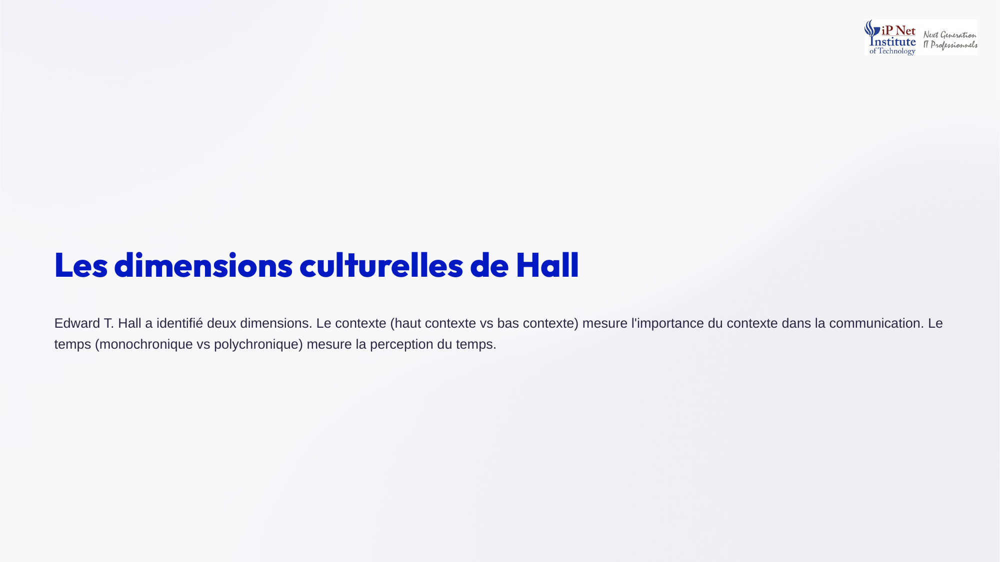 iP Net
Institute
of Technology
Next Generation
IT Professionnels
Les dimensions culturelles de Hall
Edward T. Hall a identifié deux dimensions. Le contexte (haut contexte vs bas contexte) mesure l'importance du contexte dans la communication. Le
temps (monochronique vs polychronique) mesure la perception du temps.